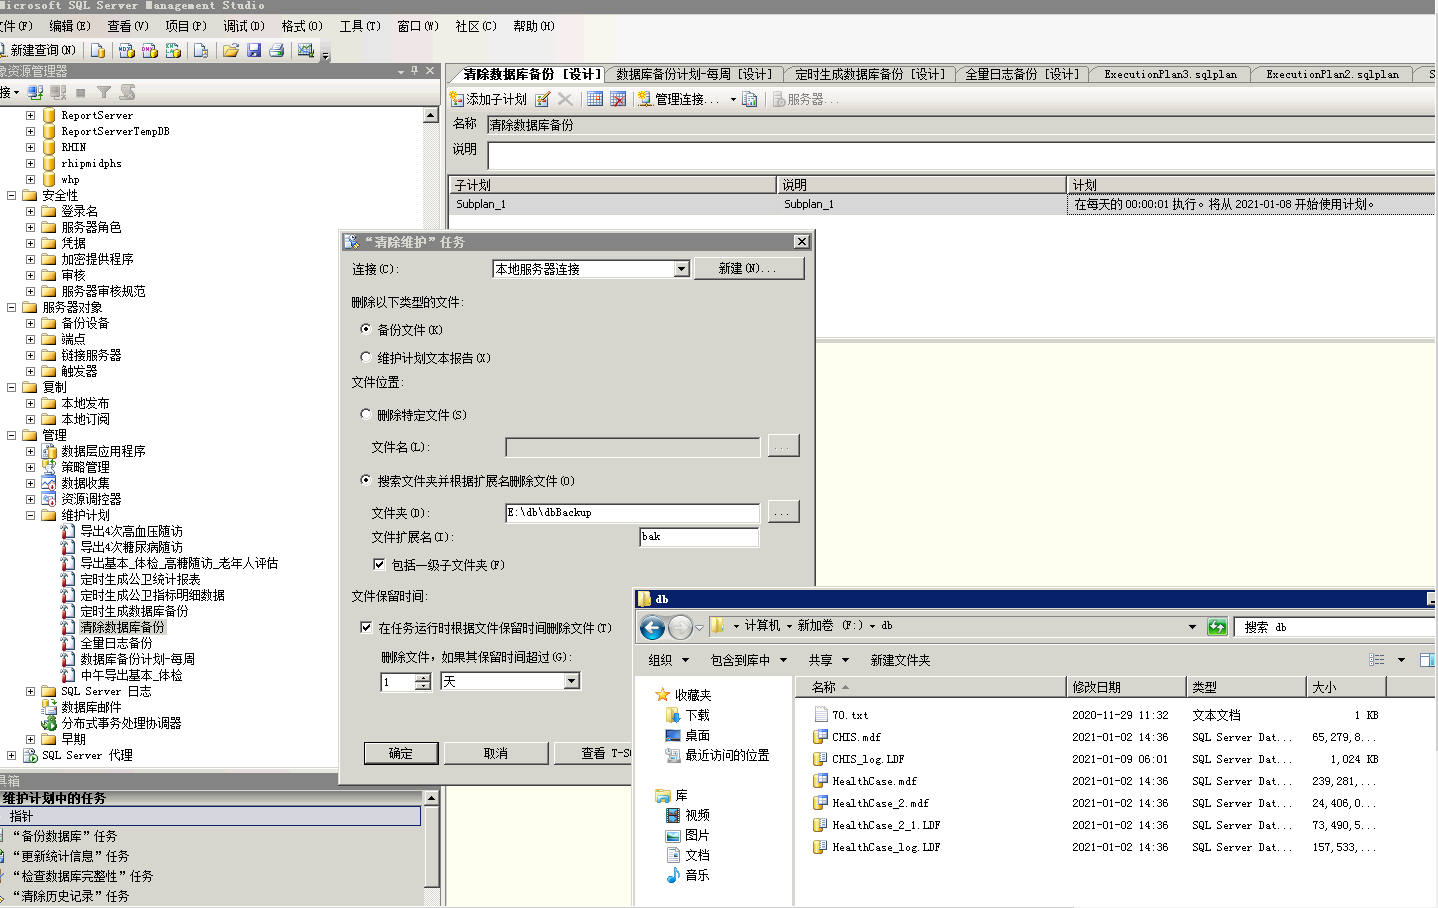 Microsoft SQL Server Management Studio
文件(F) 编辑(E) 查看(V) 项目(P) 调试(D) 格式(O) 工具(T) 窗口(W) 社区(C) 帮助(H)
新建查询(N)
象资源管理器
接
ReportServer
ReportServerTempDB
RHIN
rhipmidphs
whp
安全性
登录名
服务器角色
凭据
加密提供程序
审核
服务器审核规范
服务器对象
备份设备
端点
链接服务器
触发器
复制
本地发布
本地订阅
管理
数据层应用程序
策略管理
数据收集
资源调控器
维护计划
导出4次高血压随访
导出4次糖尿病随访
导出基本_体检_高糖随访_老年人评估
定时生成公卫统计报表
定时生成公卫指标明细数据
定时生成数据库备份
清除数据库备份
全量日志备份
数据库备份计划-每周
中午导出基本_体检
SQL Server 日志
数据库邮件
分布式事务处理协调器
早期
SQL Server 代理
具箱
维护计划中的任务
指针
“备份数据库”任务
“更新统计信息”任务
“检查数据库完整性”任务
“清除历史记录”任务
清除数据库备份 [设计] 数据库备份计划-每周 [设计] 定时生成数据库备份 [设计] 全量日志备份 [设计] ExecutionPlan3.sqlplan ExecutionPlan2.sqlplan S
添加子计划 管理连接... 服务器...
名称 清除数据库备份
说明
子计划 说明 计划
Subplan_1 Subplan_1 在每天的 00:00:01 执行。将从 2021-01-08 开始使用计划。
“清除维护”任务
连接(C): 本地服务器连接 新建(N)...
删除以下类型的文件:
备份文件(K)
维护计划文本报告(X)
文件位置:
删除特定文件(S)
文件名(L): ...
搜索文件夹并根据扩展名删除文件(O)
文件夹(D): E:\db\dbBackup ...
文件扩展名(I): bak
包括一级子文件夹(F)
文件保留时间:
在任务运行时根据文件保留时间删除文件(T)
删除文件，如果其保留时间超过(G):
1 天
确定 取消 查看 T-S
db
计算机 新加卷 (F:) db 搜索 db
组织 包含到库中 共享 新建文件夹
收藏夹
下载
桌面
最近访问的位置
库
视频
图片
文档
音乐
名称 修改日期 类型 大小
70.txt 2020-11-29 11:32 文本文档 1 KB
CHIS.mdf 2021-01-02 14:36 SQL Server Dat... 65,279,8...
CHIS_log.LDF 2021-01-09 06:01 SQL Server Dat... 1,024 KB
HealthCase.mdf 2021-01-02 14:36 SQL Server Dat... 239,281,...
HealthCase_2.mdf 2021-01-02 14:36 SQL Server Dat... 24,406,0...
HealthCase_2_1.LDF 2021-01-02 14:36 SQL Server Dat... 73,490,5...
HealthCase_log.LDF 2021-01-02 14:36 SQL Server Dat... 157,533,...